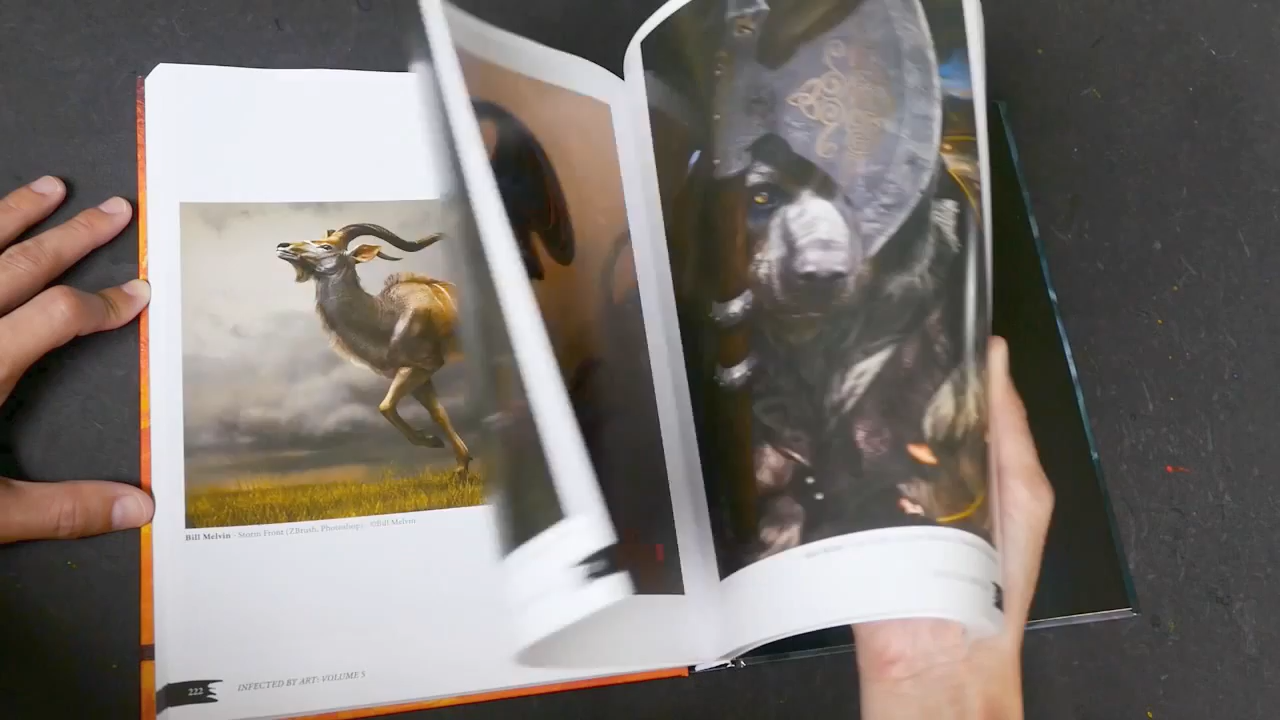 Bill Melvin - Storm Front (ZBrush, Photoshop) - ©Bill Melvin
222
INFECTED BY ART: VOLUME 5